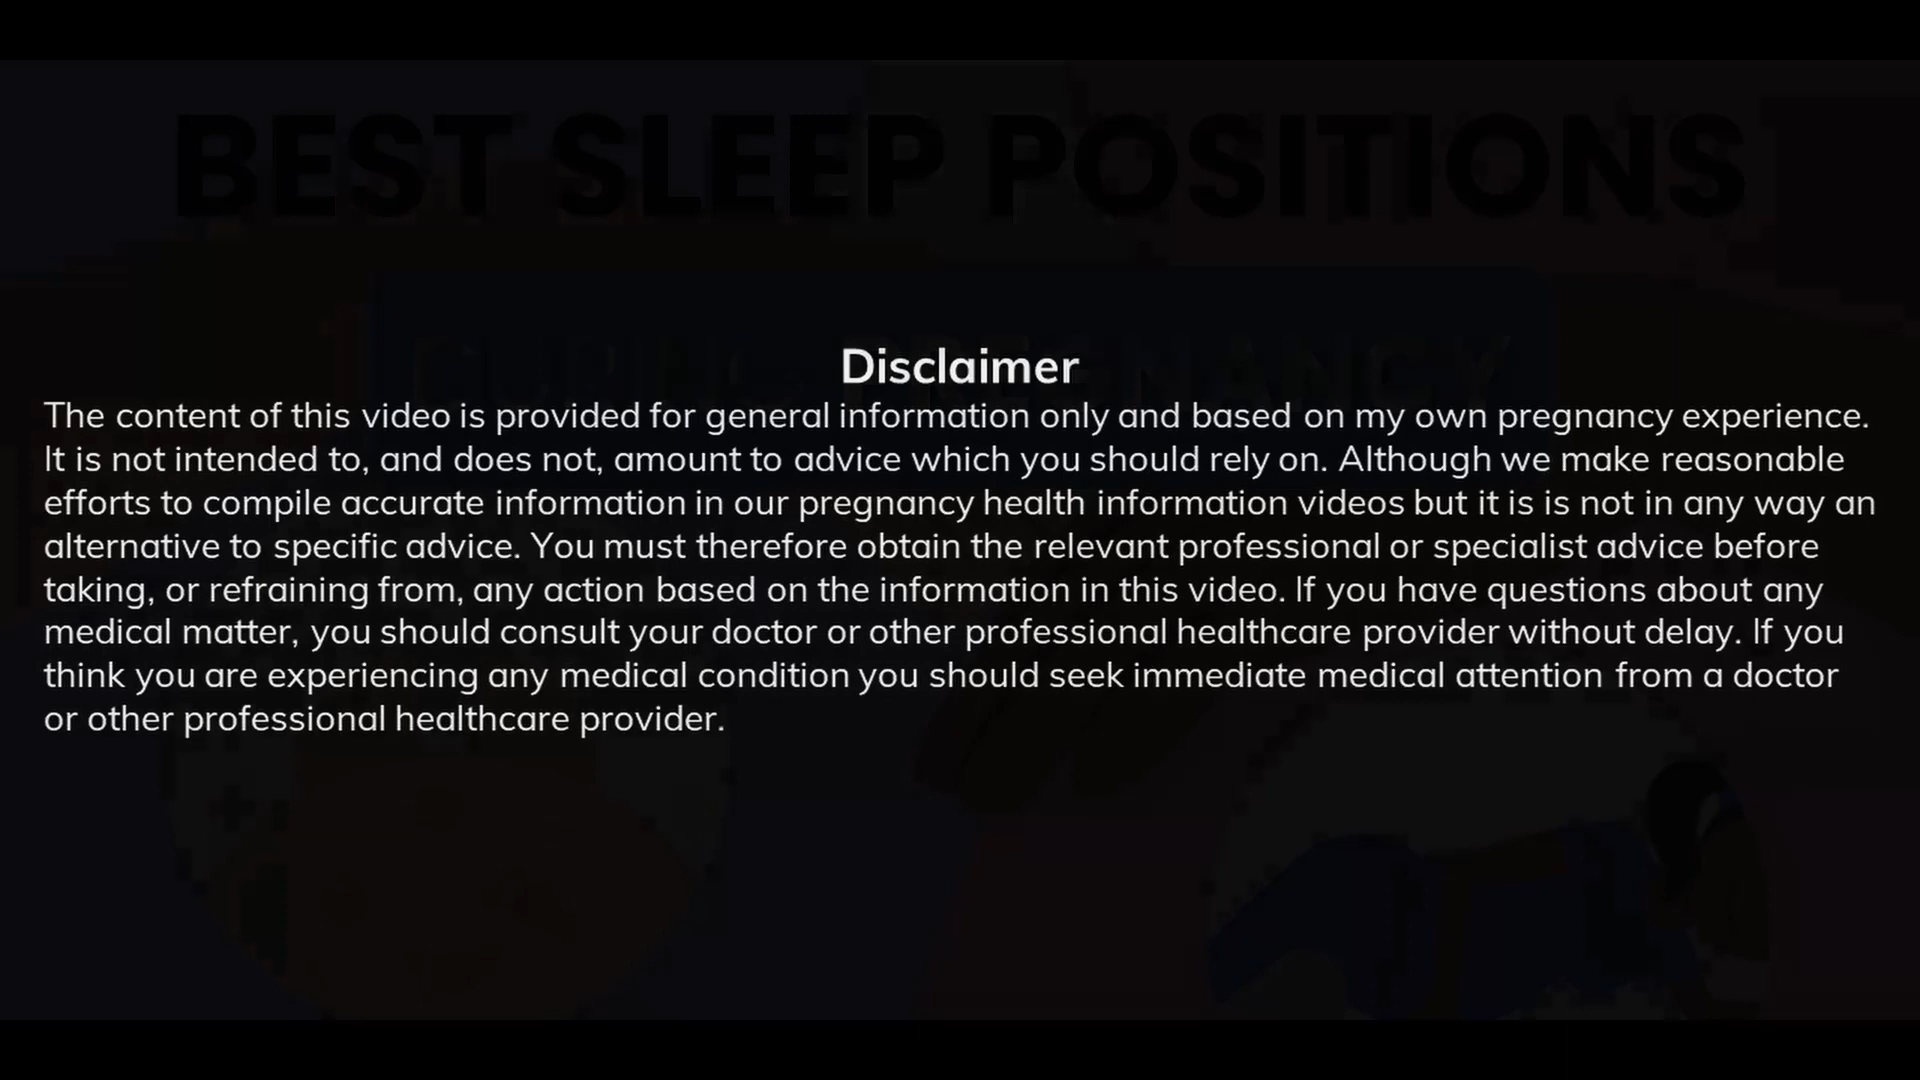 BEST SLEEP POSITIONS
DURING PREGNANCY
Disclaimer
The content of this video is provided for general information only and based on my own pregnancy experience.
It is not intended to, and does not, amount to advice which you should rely on. Although we make reasonable
efforts to compile accurate information in our pregnancy health information videos but it is is not in any way an
alternative to specific advice. You must therefore obtain the relevant professional or specialist advice before
taking, or refraining from, any action based on the information in this video. If you have questions about any
medical matter, you should consult your doctor or other professional healthcare provider without delay. If you
think you are experiencing any medical condition you should seek immediate medical attention from a doctor
or other professional healthcare provider.